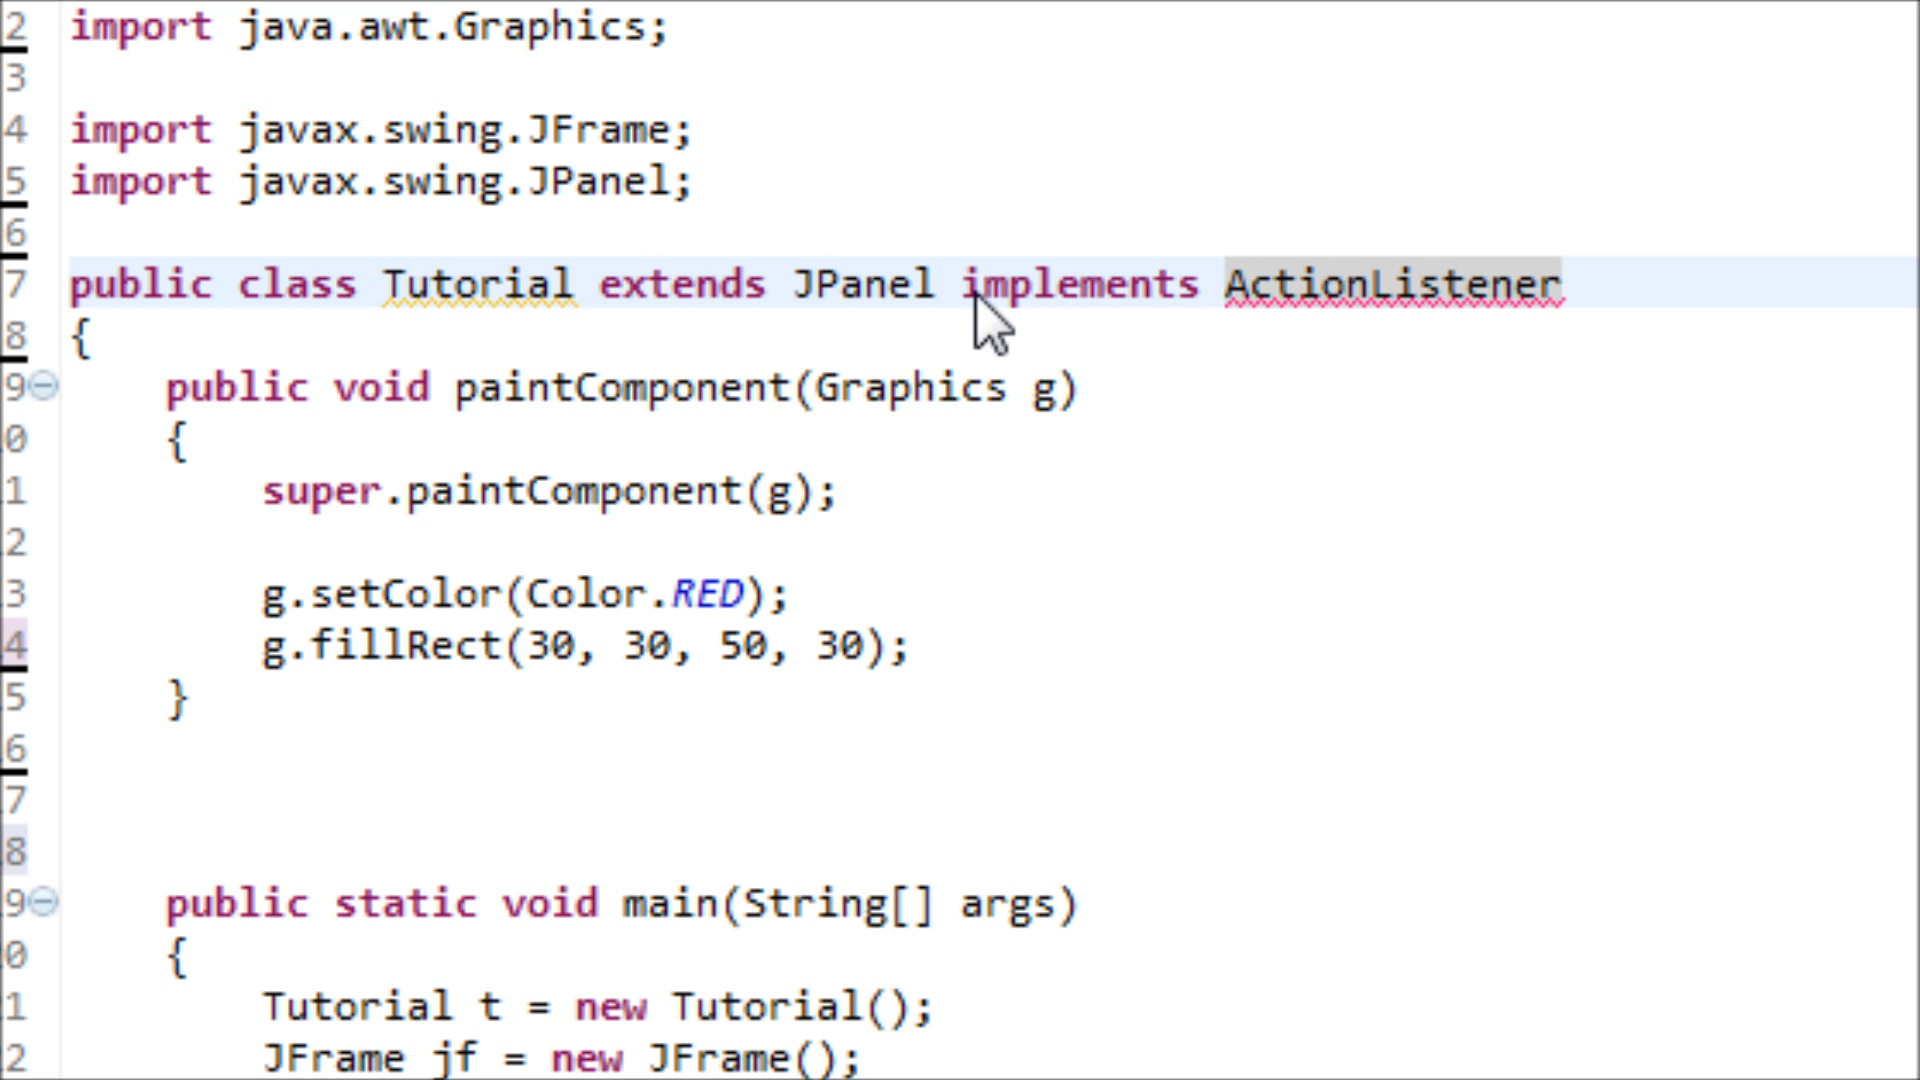 2 import java.awt.Graphics;
3
4 import javax.swing.JFrame;
5 import javax.swing.JPanel;
6
7 public class Tutorial extends JPanel implements ActionListener
8 {
9 public void paintComponent(Graphics g)
0 {
1 super.paintComponent(g);
2
3 g.setColor(Color.RED);
4 g.fillRect(30, 30, 50, 30);
5 }
6
7
8
9 public static void main(String[] args)
0 {
1 Tutorial t = new Tutorial();
2 JFrame jf = new JFrame();